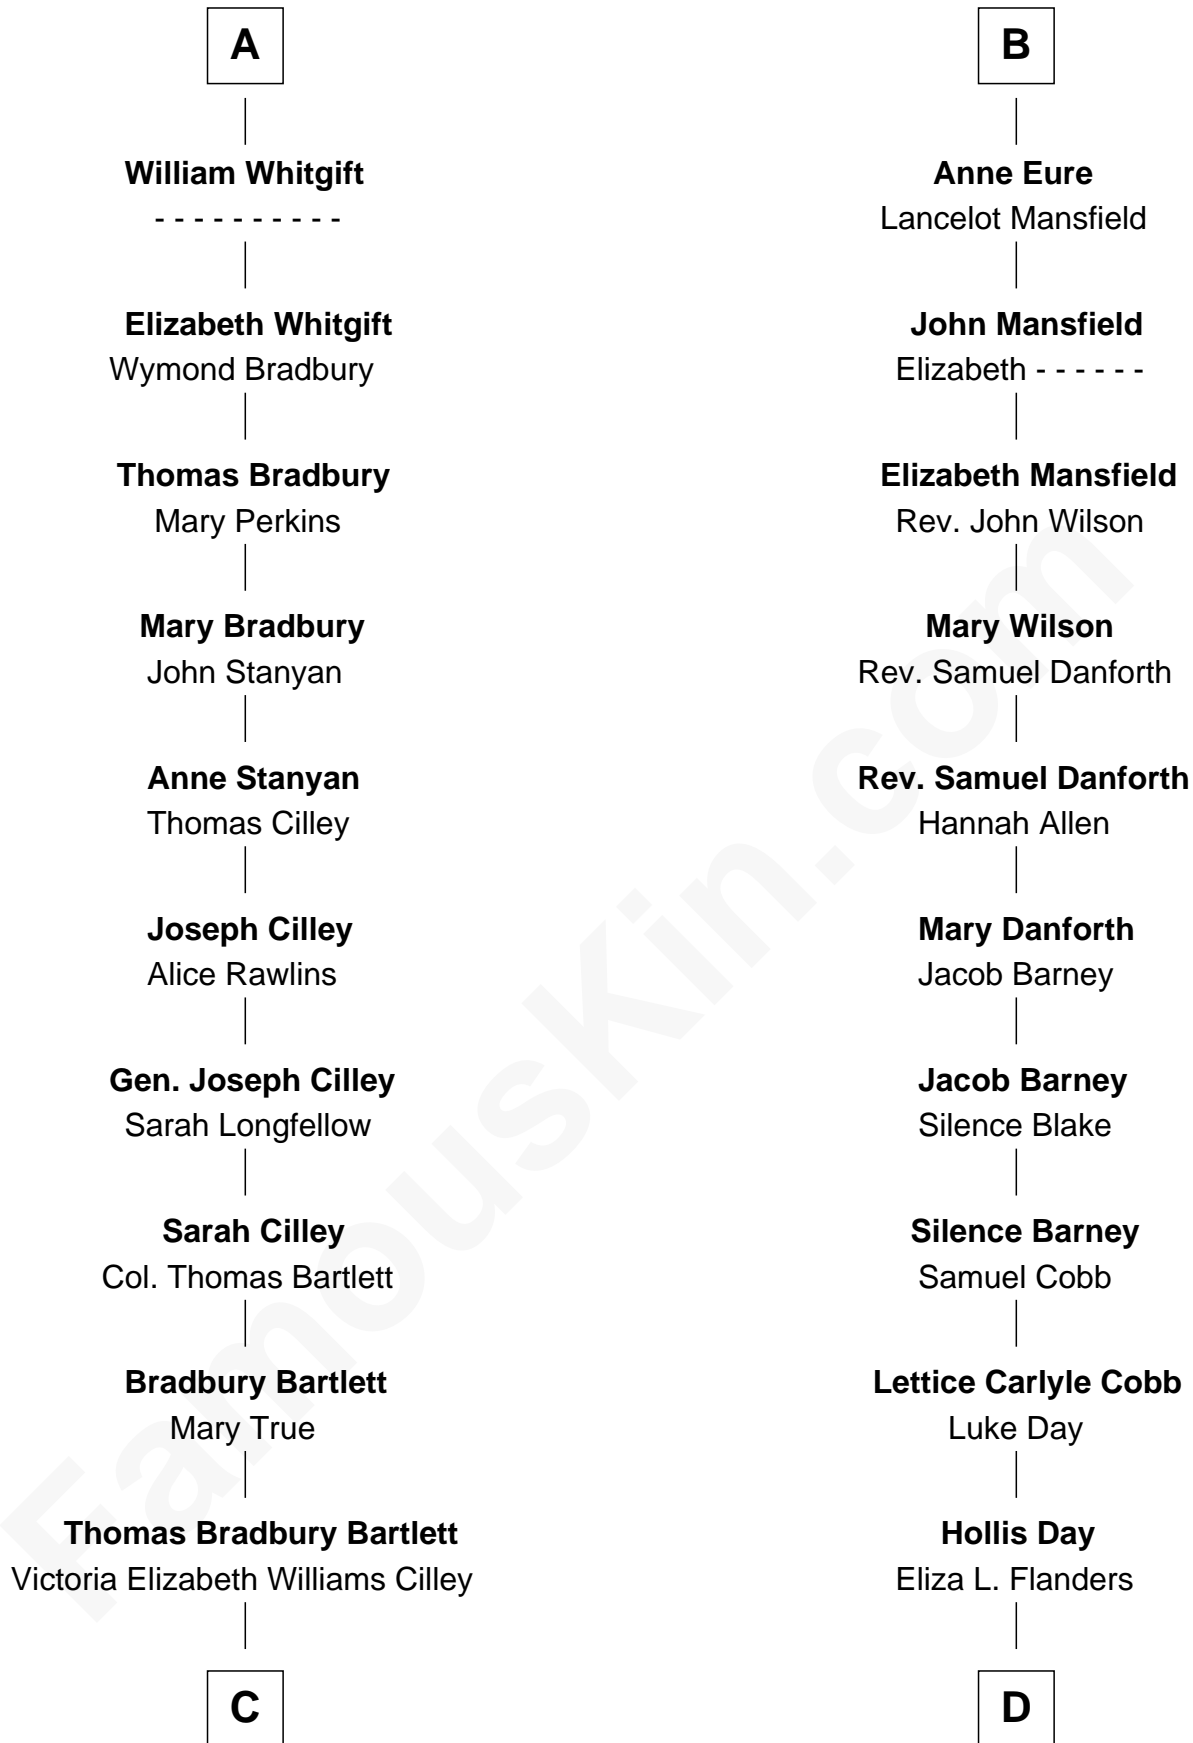 A
William Whitgift
- - - - - - - - - -
Elizabeth Whitgift
Wymond Bradbury
Thomas Bradbury
Mary Perkins
Mary Bradbury
John Stanyan
Anne Stanyan
Thomas Cilley
Joseph Cilley
Alice Rawlins
Gen. Joseph Cilley
Sarah Longfellow
Sarah Cilley
Col. Thomas Bartlett
Bradbury Bartlett
Mary True
Thomas Bradbury Bartlett
Victoria Elizabeth Williams Cilley
C
B
Anne Eure
Lancelot Mansfield
John Mansfield
Elizabeth - - - - - -
Elizabeth Mansfield
Rev. John Wilson
Mary Wilson
Rev. Samuel Danforth
Rev. Samuel Danforth
Hannah Allen
Mary Danforth
Jacob Barney
Jacob Barney
Silence Blake
Silence Barney
Samuel Cobb
Lettice Carlyle Cobb
Luke Day
Hollis Day
Eliza L. Flanders
D
FamousKin.com